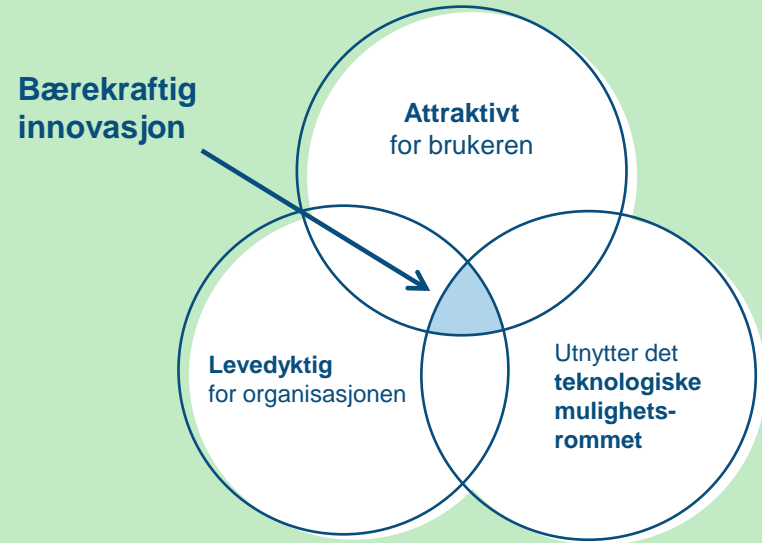 Bærekraftig
innovasjon
Attraktivt
for brukeren
Levedyktig
for organisasjonen
Utnytter det
teknologiske
mulighets-
rommet